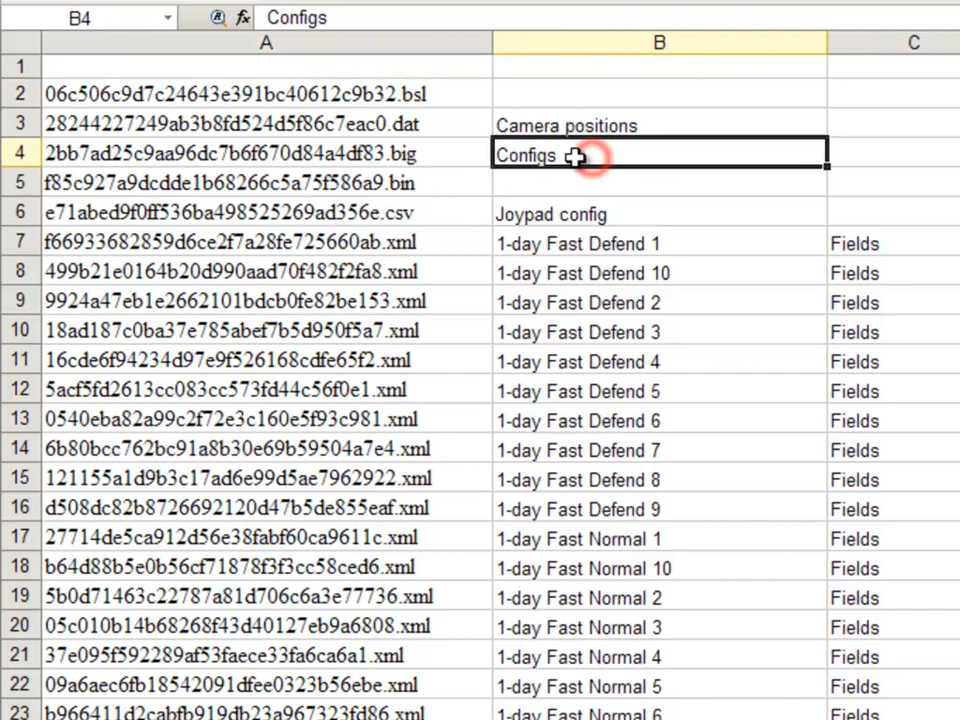 B4 fx Configs
A B C
1
2 06c506c9d7c24643e391bc40612c9b32.bsl
3 28244227249ab3b8fd524d5f86c7eac0.dat Camera positions
4 2bb7ad25c9aa96dc7b6f670d84a4df83.big Configs
5 f85c927a9dcdde1b68266c5a75f586a9.bin
6 e71abed9f0ff536ba498525269ad356e.csv Joypad config
7 f66933682859d6ce2f7a28fe725660ab.xml 1-day Fast Defend 1 Fields
8 499b21e0164b20d990aad70f482f2fa8.xml 1-day Fast Defend 10 Fields
9 9924a47eb1e2662101bdcb0fe82be153.xml 1-day Fast Defend 2 Fields
10 18ad187c0ba37e785abef7b5d950f5a7.xml 1-day Fast Defend 3 Fields
11 16cde6f94234d97e9f526168cdfe65f2.xml 1-day Fast Defend 4 Fields
12 5acf5fd2613cc083cc573fd44c56f0e1.xml 1-day Fast Defend 5 Fields
13 0540eba82a99c2f72e3c160e5f93c981.xml 1-day Fast Defend 6 Fields
14 6b80bcc762bc91a8b30e69b59504a7e4.xml 1-day Fast Defend 7 Fields
15 121155a1d9b3c17ad6e99d5ae7962922.xml 1-day Fast Defend 8 Fields
16 d508dc82b8726692120d47b5de855eaf.xml 1-day Fast Defend 9 Fields
17 27714de5ca912d56e38fabf60ca9611c.xml 1-day Fast Normal 1 Fields
18 b64d88b5e0b56cf71878f3f3cc58ced6.xml 1-day Fast Normal 10 Fields
19 5b0d71463c22787a81d706c6a3e77736.xml 1-day Fast Normal 2 Fields
20 05c010b14b68268f43d40127eb9a6808.xml 1-day Fast Normal 3 Fields
21 37e095f592289af53faece33fa6ca6a1.xml 1-day Fast Normal 4 Fields
22 09a6aec6fb18542091dfee0323b56ebe.xml 1-day Fast Normal 5 Fields
23 b966411d2cabfb919db23a967323fd86.xml 1-day Fast Normal 6 Fields